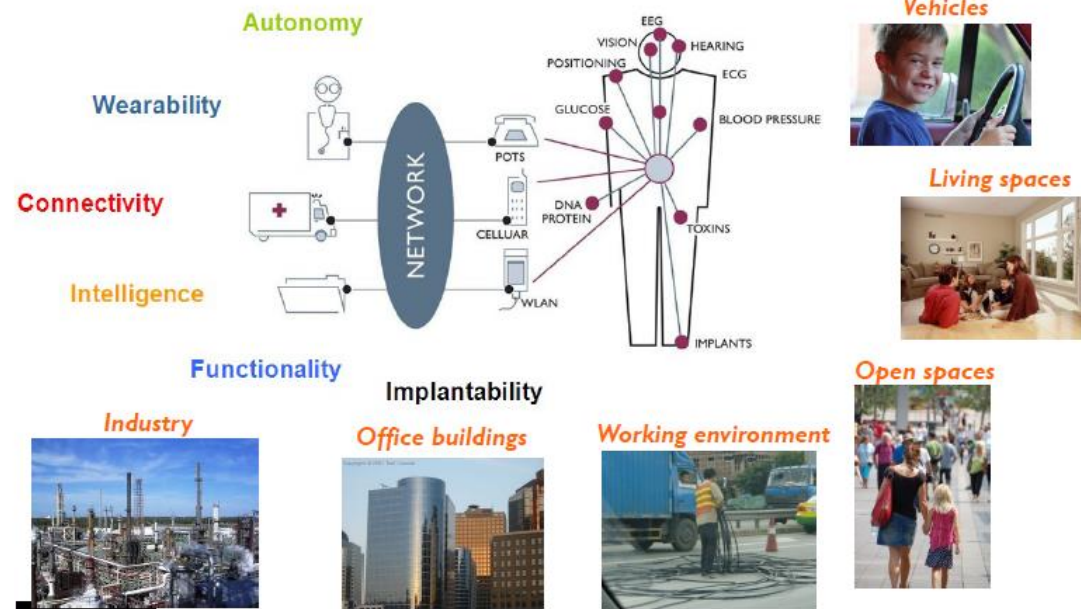 Autonomy
Vehicles
EEG
VISION
HEARING
POSITIONING
ECG
Wearability
GLUCOSE
BLOOD PRESSURE
NETWORK
POTS
Living spaces
Connectivity
DNA
PROTEIN
CELLUAR
TOXINS
Intelligence
WLAN
IMPLANTS
Functionality
Implantability
Open spaces
Industry
Office buildings
Working environment